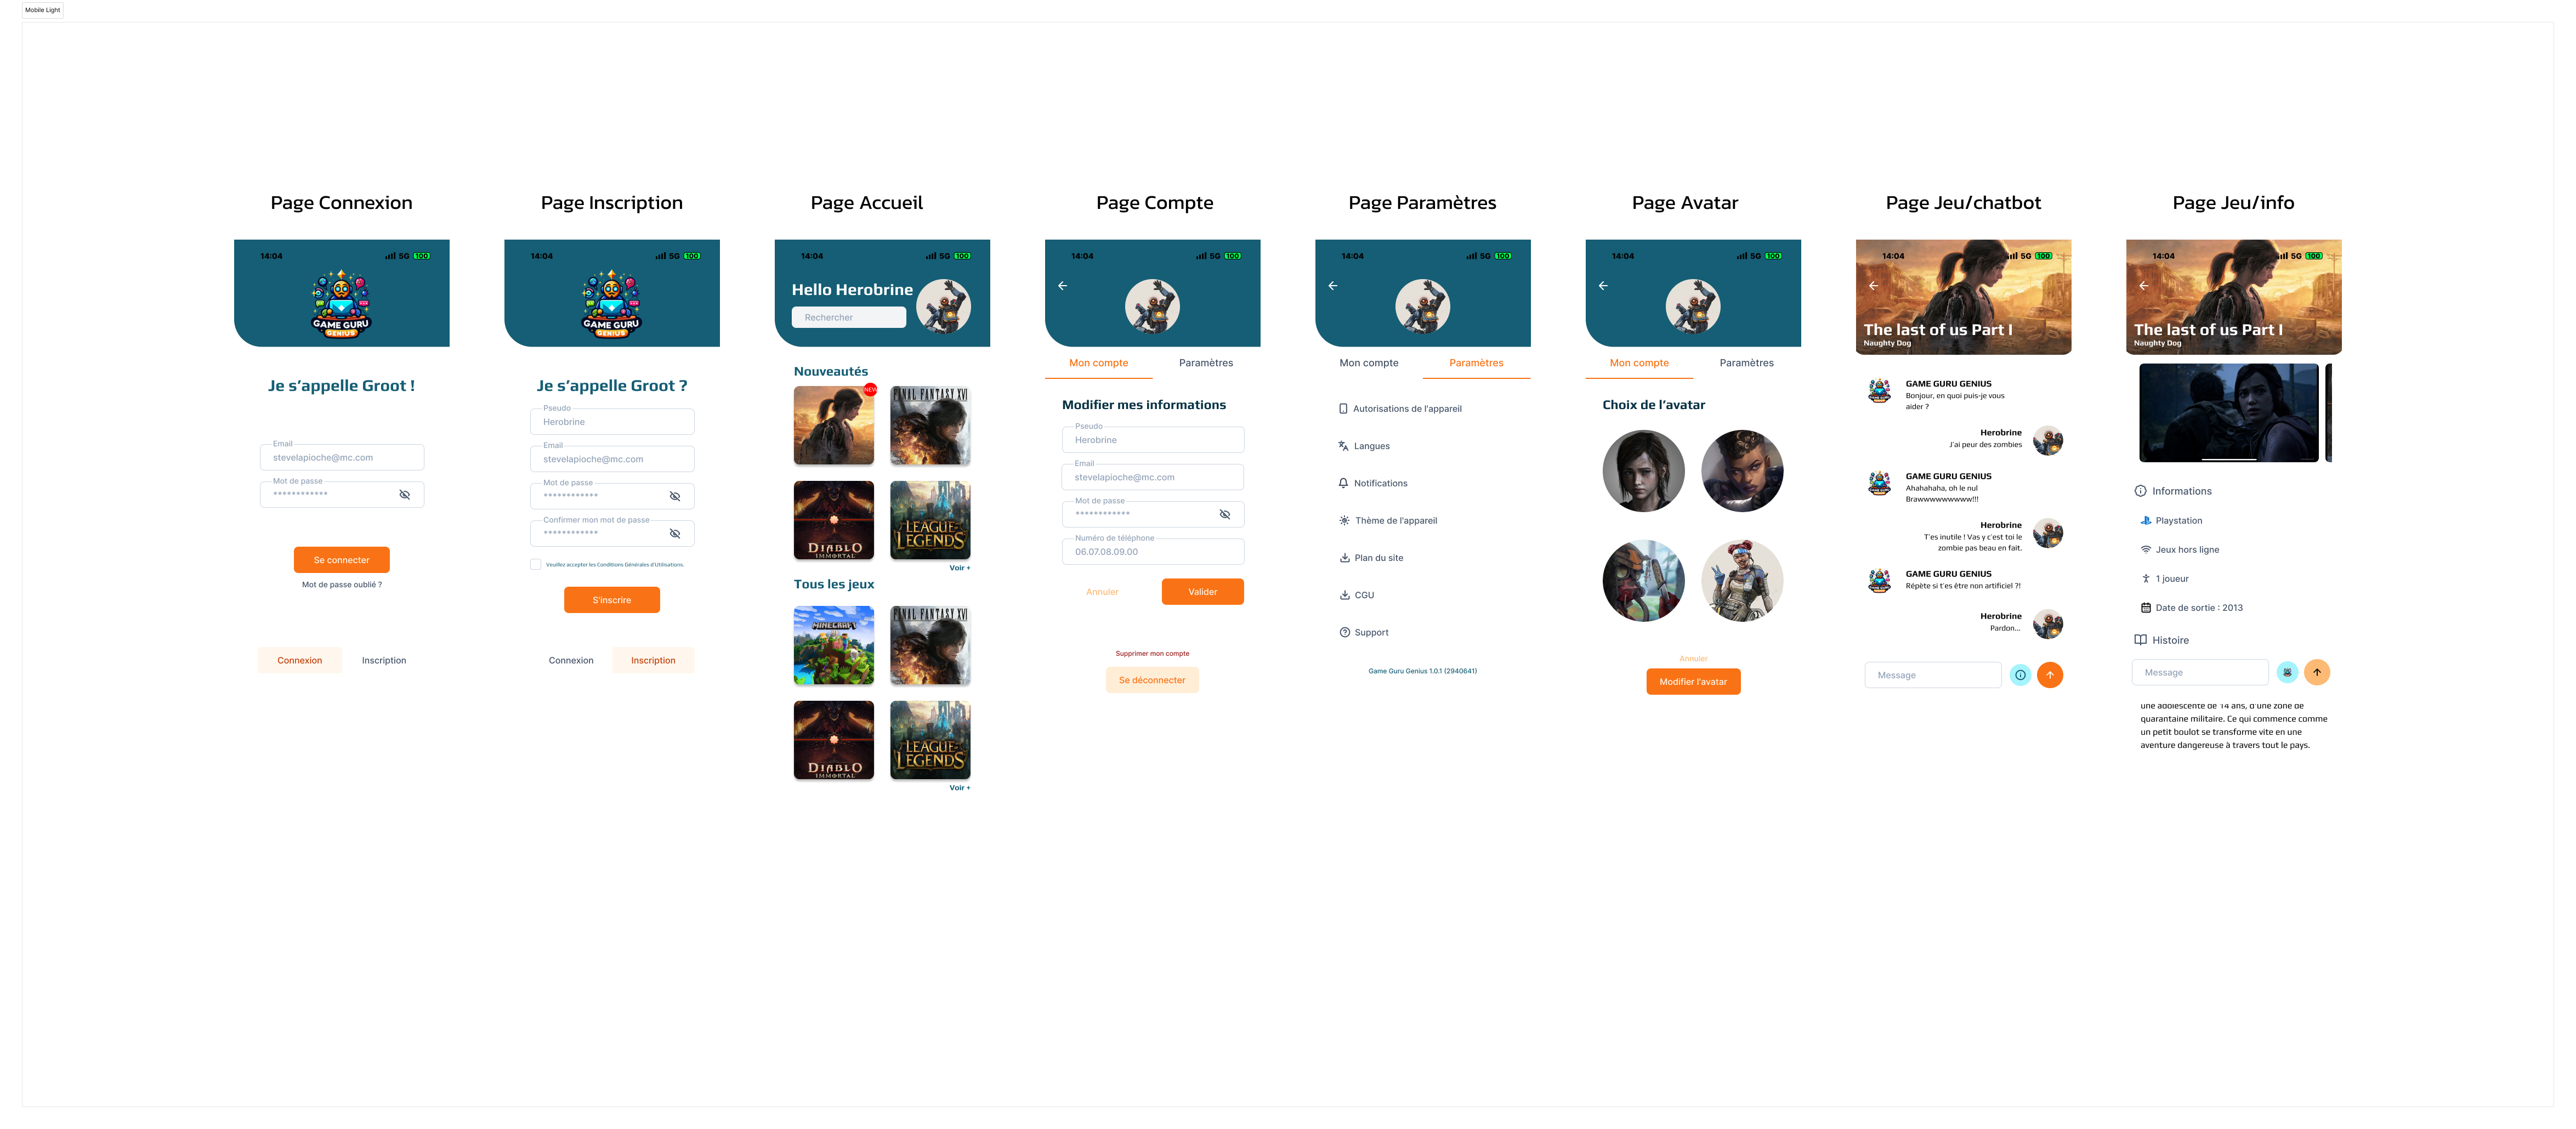 Mobile Light
Page Connexion
14:04
5G
100
GAME GURU
GENIUS
Je s’appelle Groot !
Email
stevelapioche@mc.com
Mot de passe
************
Se connecter
Mot de passe oublié ?
Connexion
Inscription
Page Inscription
14:04
5G
100
GAME GURU
GENIUS
Je s’appelle Groot ?
Pseudo
Herobrine
Email
stevelapioche@mc.com
Mot de passe
************
Confirmer mon mot de passe
************
Veuillez accepter les Conditions Générales d'Utilisations.
S'inscrire
Connexion
Inscription
Page Accueil
14:04
5G
100
Hello Herobrine
Rechercher
Nouveautés
NEW
FINAL FANTASY XVI
DIABLO
IMMORTAL
LEAGUE
OF
LEGENDS
Voir +
Tous les jeux
MINECRAFT
FINAL FANTASY XVI
DIABLO
IMMORTAL
LEAGUE
OF
LEGENDS
Voir +
Page Compte
14:04
5G
100
Mon compte
Paramètres
Modifier mes informations
Pseudo
Herobrine
Email
stevelapioche@mc.com
Mot de passe
************
Numéro de téléphone
06.07.08.09.00
Annuler
Valider
Supprimer mon compte
Se déconnecter
Page Paramètres
14:04
5G
100
Mon compte
Paramètres
Autorisations de l'appareil
Langues
Notifications
Thème de l'appareil
Plan du site
CGU
Support
Game Guru Genius 1.0.1 (2940641)
Page Avatar
14:04
5G
100
Mon compte
Paramètres
Choix de l’avatar
Annuler
Modifier l'avatar
Page Jeu/chatbot
14:04
5G
100
The last of us Part I
Naughty Dog
GAME GURU GENIUS
Bonjour, en quoi puis-je vous
aider ?
Herobrine
J'ai peur des zombies
GAME GURU GENIUS
Ahahahaha, oh le nul
Brawwwwwwwww!!!
Herobrine
T'es inutile ! Vas y c'est toi le
zombie pas beau en fait.
GAME GURU GENIUS
Répète si t'es être non artificiel ?!
Herobrine
Pardon...
Message
Page Jeu/info
14:04
5G
100
The last of us Part I
Naughty Dog
Informations
Playstation
Jeux hors ligne
1 joueur
Date de sortie : 2013
Histoire
Message
une adolescente de 14 ans, d'une zone de
quarantaine militaire. Ce qui commence comme
un petit boulot se transforme vite en une
aventure dangereuse à travers tout le pays.